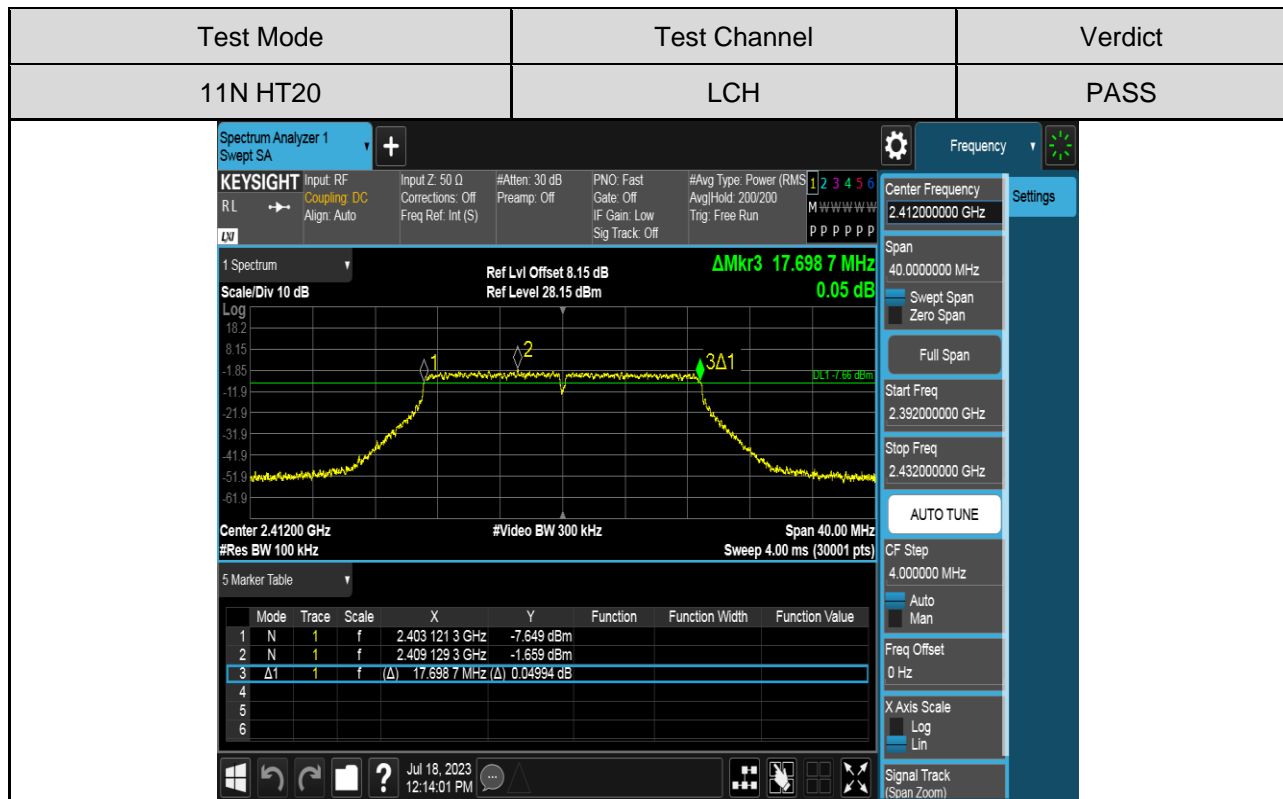 Test Mode Test Channel Verdict
11N HT20 LCH PASS
Spectrum Analyzer 1
Swept SA
+
Frequency
KEYSIGHT Input: RF Input Z: 50 Ω #Atten: 30 dB PNO: Fast #Avg Type: Power (RMS 1 2 3 4 5 6
RL Coupling: DC Corrections: Off Preamp: Off Gate: Off Avg|Hold: 200/200 M W W W W W
Align: Auto Freq Ref: Int (S) IF Gain: Low Trig: Free Run
LXI Sig Track: Off P P P P P P
1 Spectrum Ref Lvl Offset 8.15 dB ΔMkr3 17.698 7 MHz
Scale/Div 10 dB Ref Level 28.15 dBm 0.05 dB
Log
18.2
8.15
-1.85
-11.9
-21.9
-31.9
-41.9
-51.9
-61.9
1
2
3Δ1
DL1 -7.66 dBm
Center 2.41200 GHz #Video BW 300 kHz Span 40.00 MHz
#Res BW 100 kHz Sweep 4.00 ms (30001 pts)
5 Marker Table
Mode Trace Scale X Y Function Function Width Function Value
1 N 1 f 2.403 121 3 GHz -7.649 dBm
2 N 1 f 2.409 129 3 GHz -1.659 dBm
3 Δ1 1 f (Δ) 17.698 7 MHz (Δ) 0.04994 dB
4
5
6
?
Jul 18, 2023
12:14:01 PM
Center Frequency
2.412000000 GHz
Settings
Span
40.0000000 MHz
Swept Span
Zero Span
Full Span
Start Freq
2.392000000 GHz
Stop Freq
2.432000000 GHz
AUTO TUNE
CF Step
4.000000 MHz
Auto
Man
Freq Offset
0 Hz
X Axis Scale
Log
Lin
Signal Track
(Span Zoom)